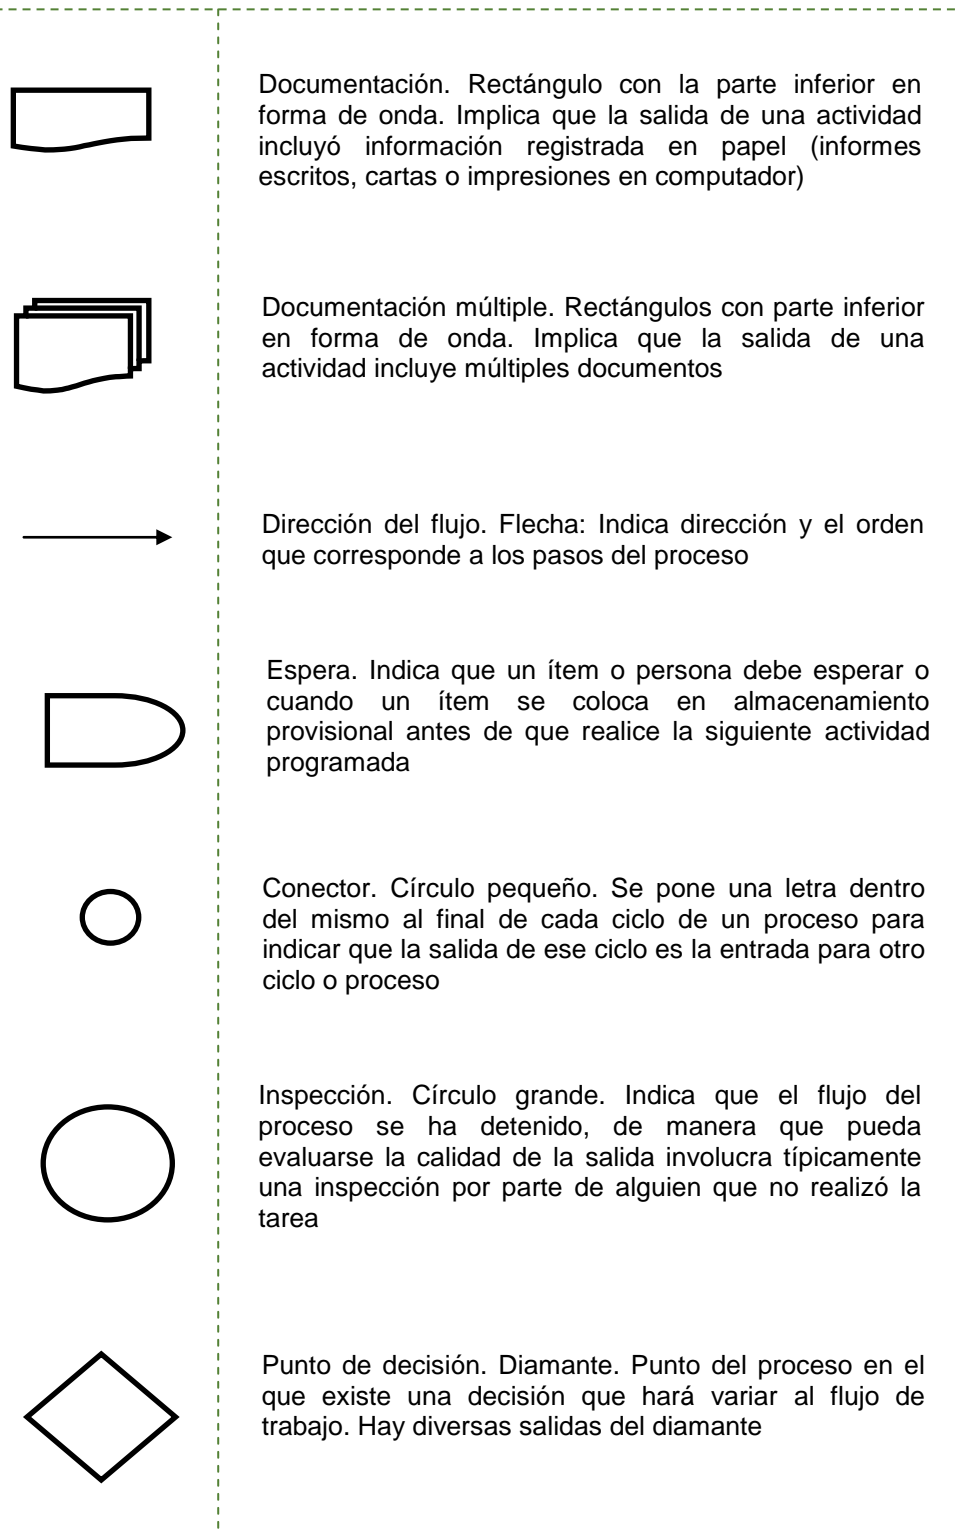 Documentación. Rectángulo con la parte inferior en
forma de onda. Implica que la salida de una actividad
incluyó información registrada en papel (informes
escritos, cartas o impresiones en computador)
Documentación múltiple. Rectángulos con parte inferior
en forma de onda. Implica que la salida de una
actividad incluye múltiples documentos
Dirección del flujo. Flecha: Indica dirección y el orden
que corresponde a los pasos del proceso
Espera. Indica que un ítem o persona debe esperar o
cuando un ítem se coloca en almacenamiento
provisional antes de que realice la siguiente actividad
programada
Conector. Círculo pequeño. Se pone una letra dentro
del mismo al final de cada ciclo de un proceso para
indicar que la salida de ese ciclo es la entrada para otro
ciclo o proceso
Inspección. Círculo grande. Indica que el flujo del
proceso se ha detenido, de manera que pueda
evaluarse la calidad de la salida involucra típicamente
una inspección por parte de alguien que no realizó la
tarea
Punto de decisión. Diamante. Punto del proceso en el
que existe una decisión que hará variar al flujo de
trabajo. Hay diversas salidas del diamante